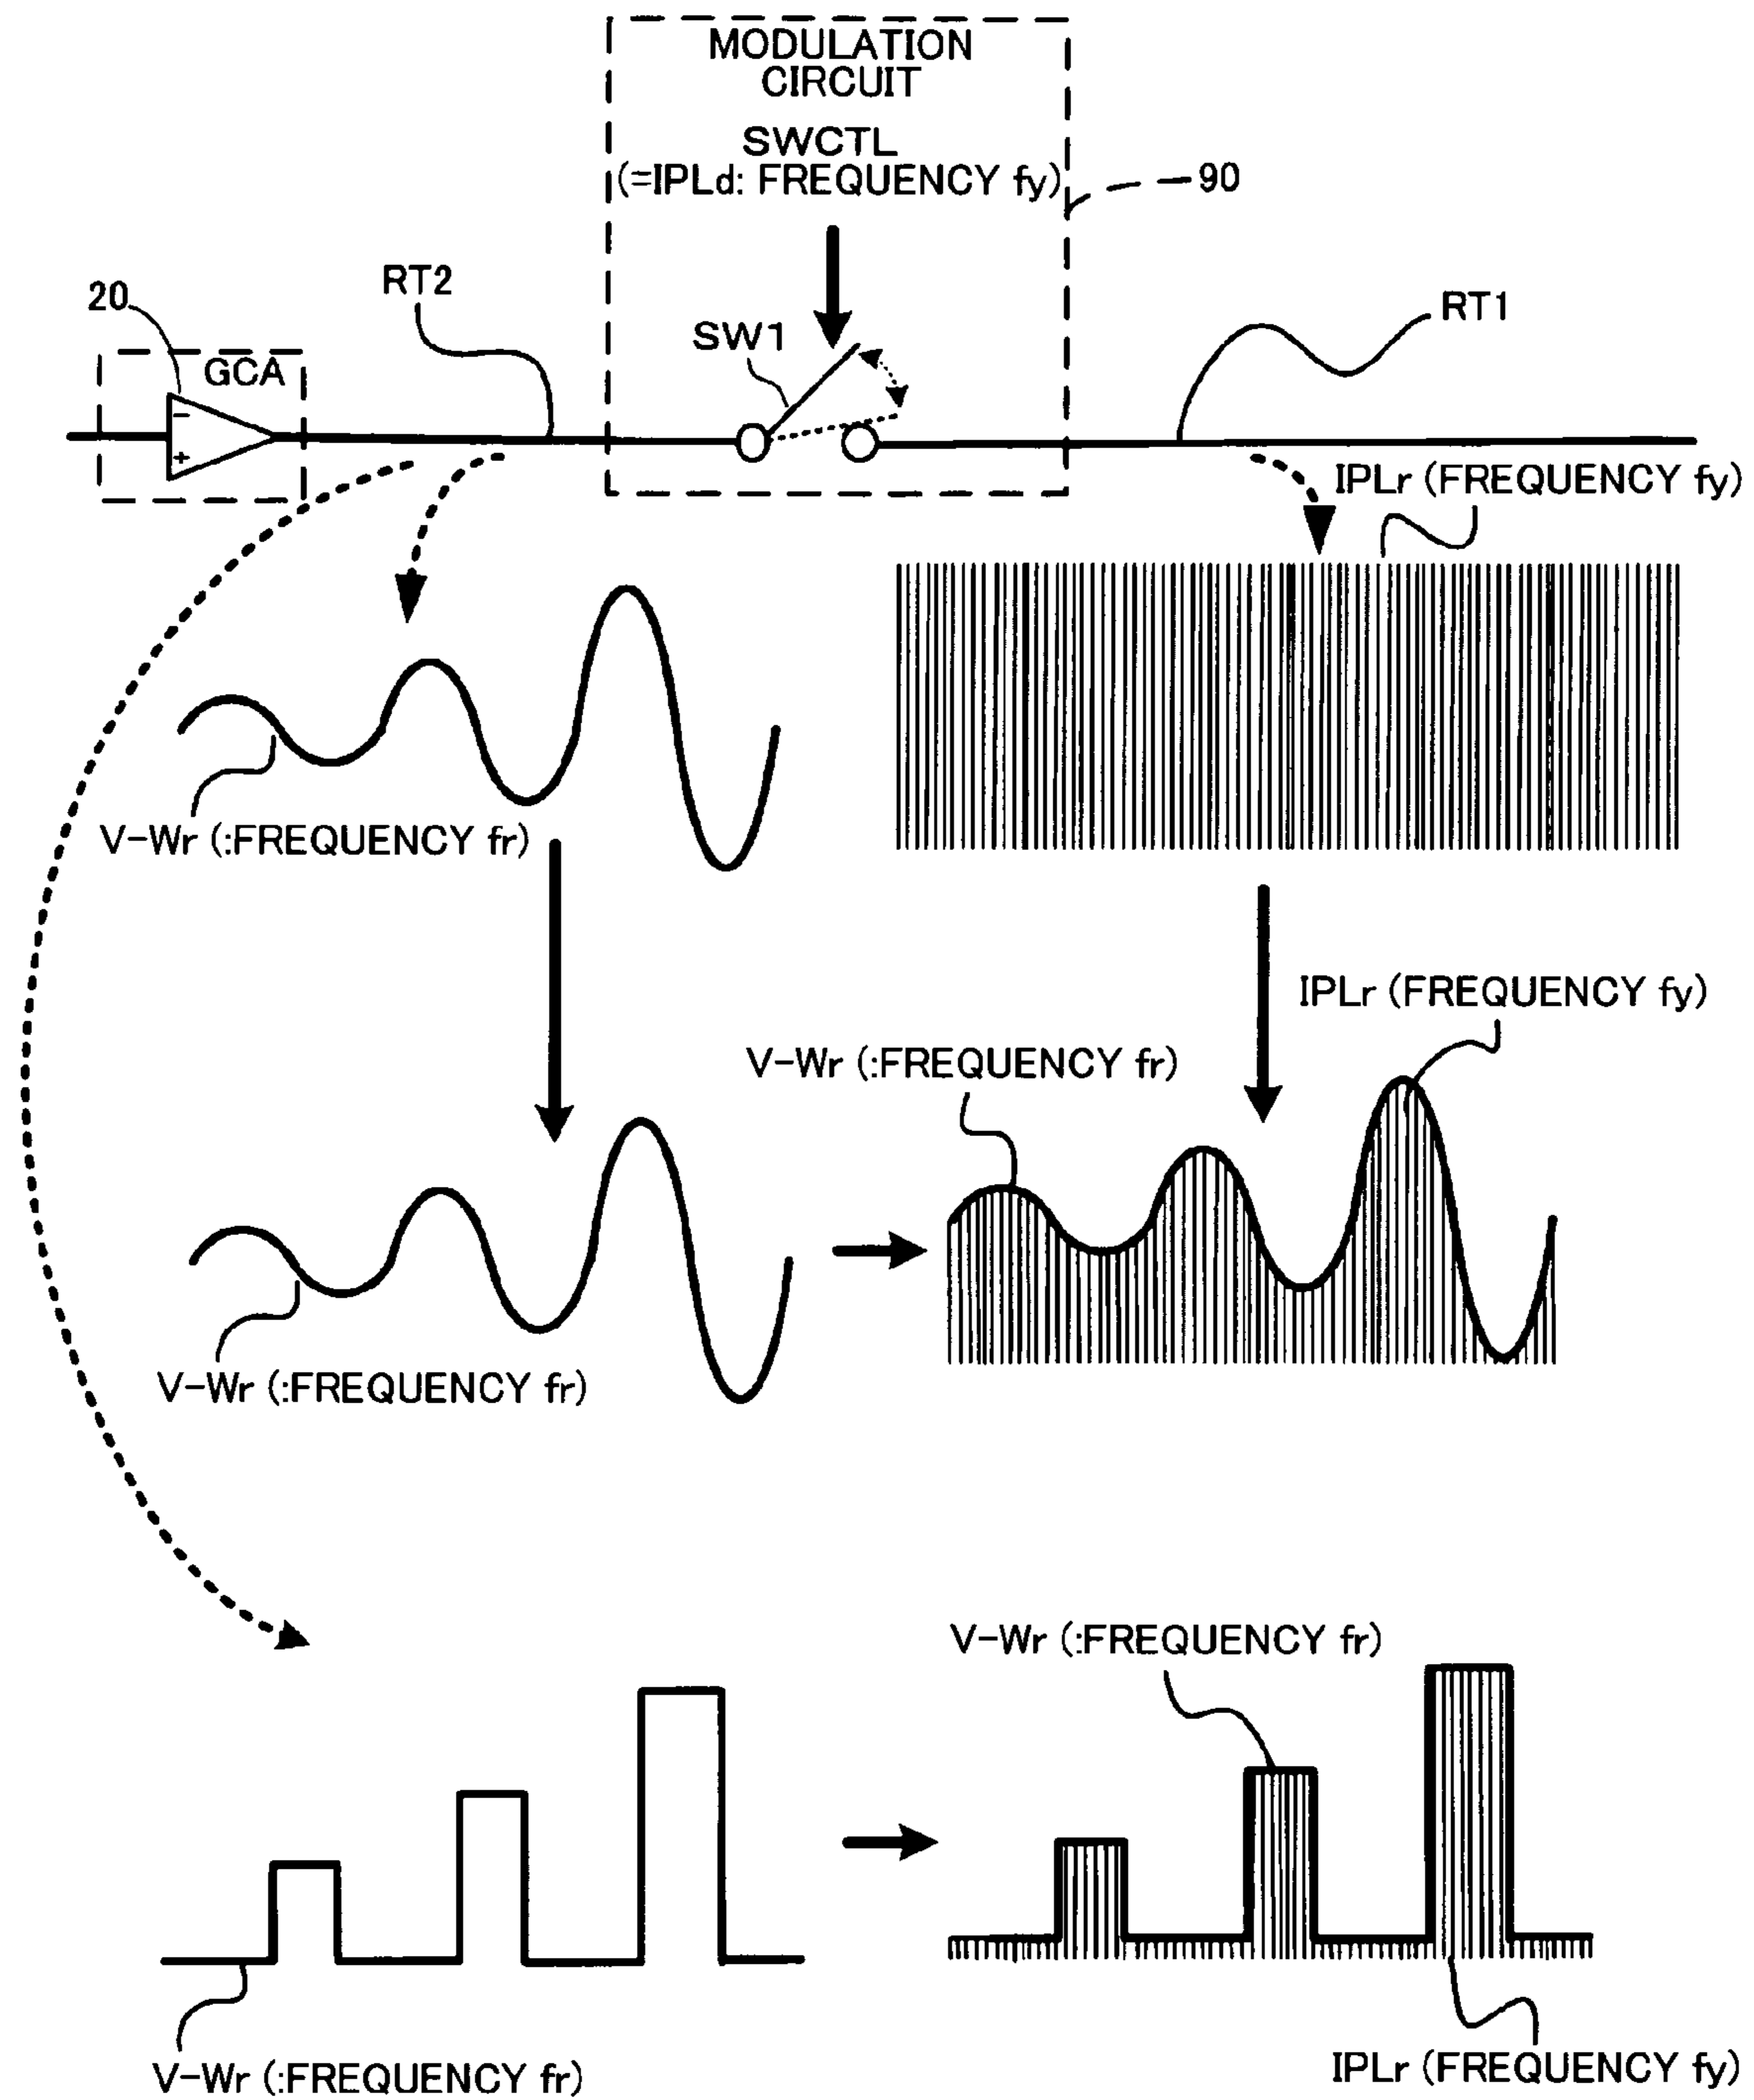 MODULATION
CIRCUIT
SWCTL
(=IPLd: FREQUENCY fy)
90
20
RT2
RT1
SW1
GCA
−
+
IPLr (FREQUENCY fy)
V-Wr (:FREQUENCY fr)
IPLr (FREQUENCY fy)
V-Wr (:FREQUENCY fr)
V-Wr (:FREQUENCY fr)
V-Wr (:FREQUENCY fr)
V-Wr (:FREQUENCY fr)
IPLr (FREQUENCY fy)